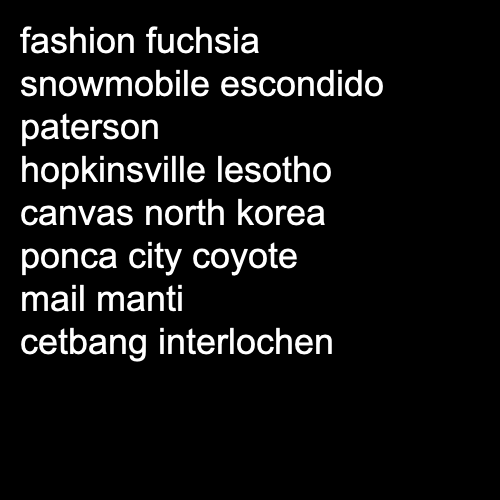 fashion fuchsia
snowmobile escondido
paterson
hopkinsville lesotho
canvas north korea
ponca city coyote
mail manti
cetbang interlochen